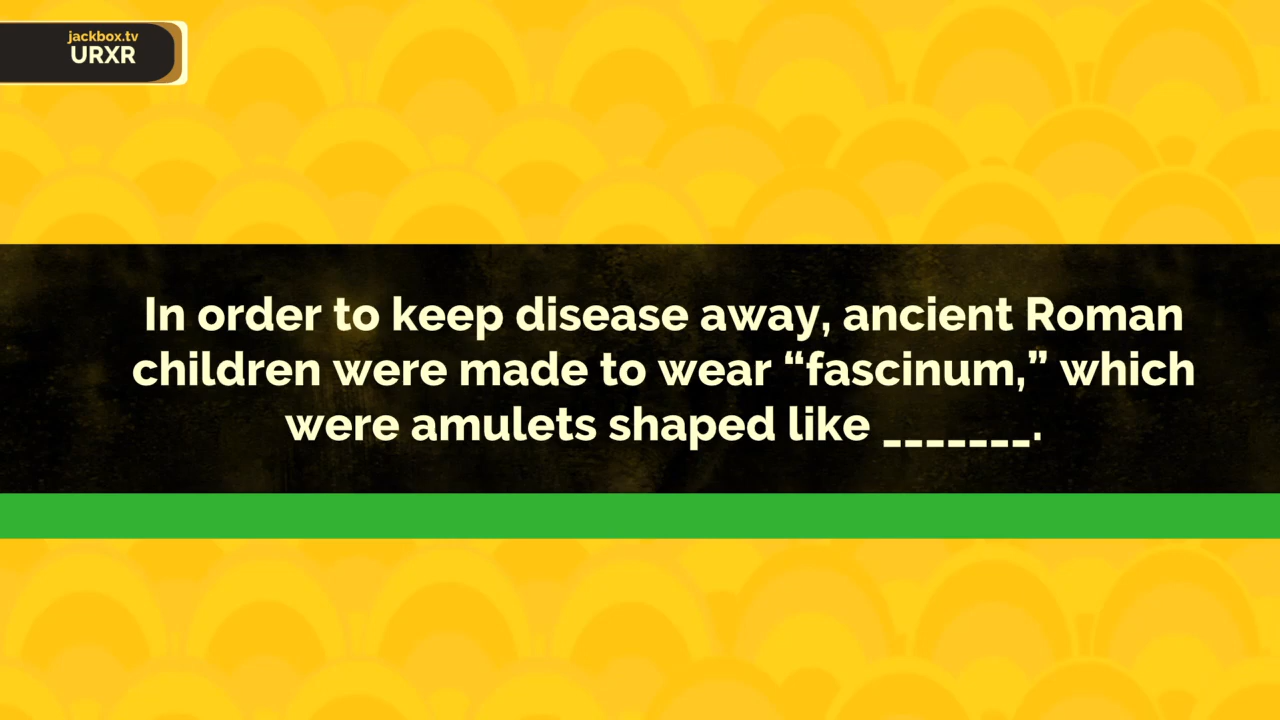 jackbox.tv
URXR
In order to keep disease away, ancient Roman
children were made to wear “fascinum,” which
were amulets shaped like _______.